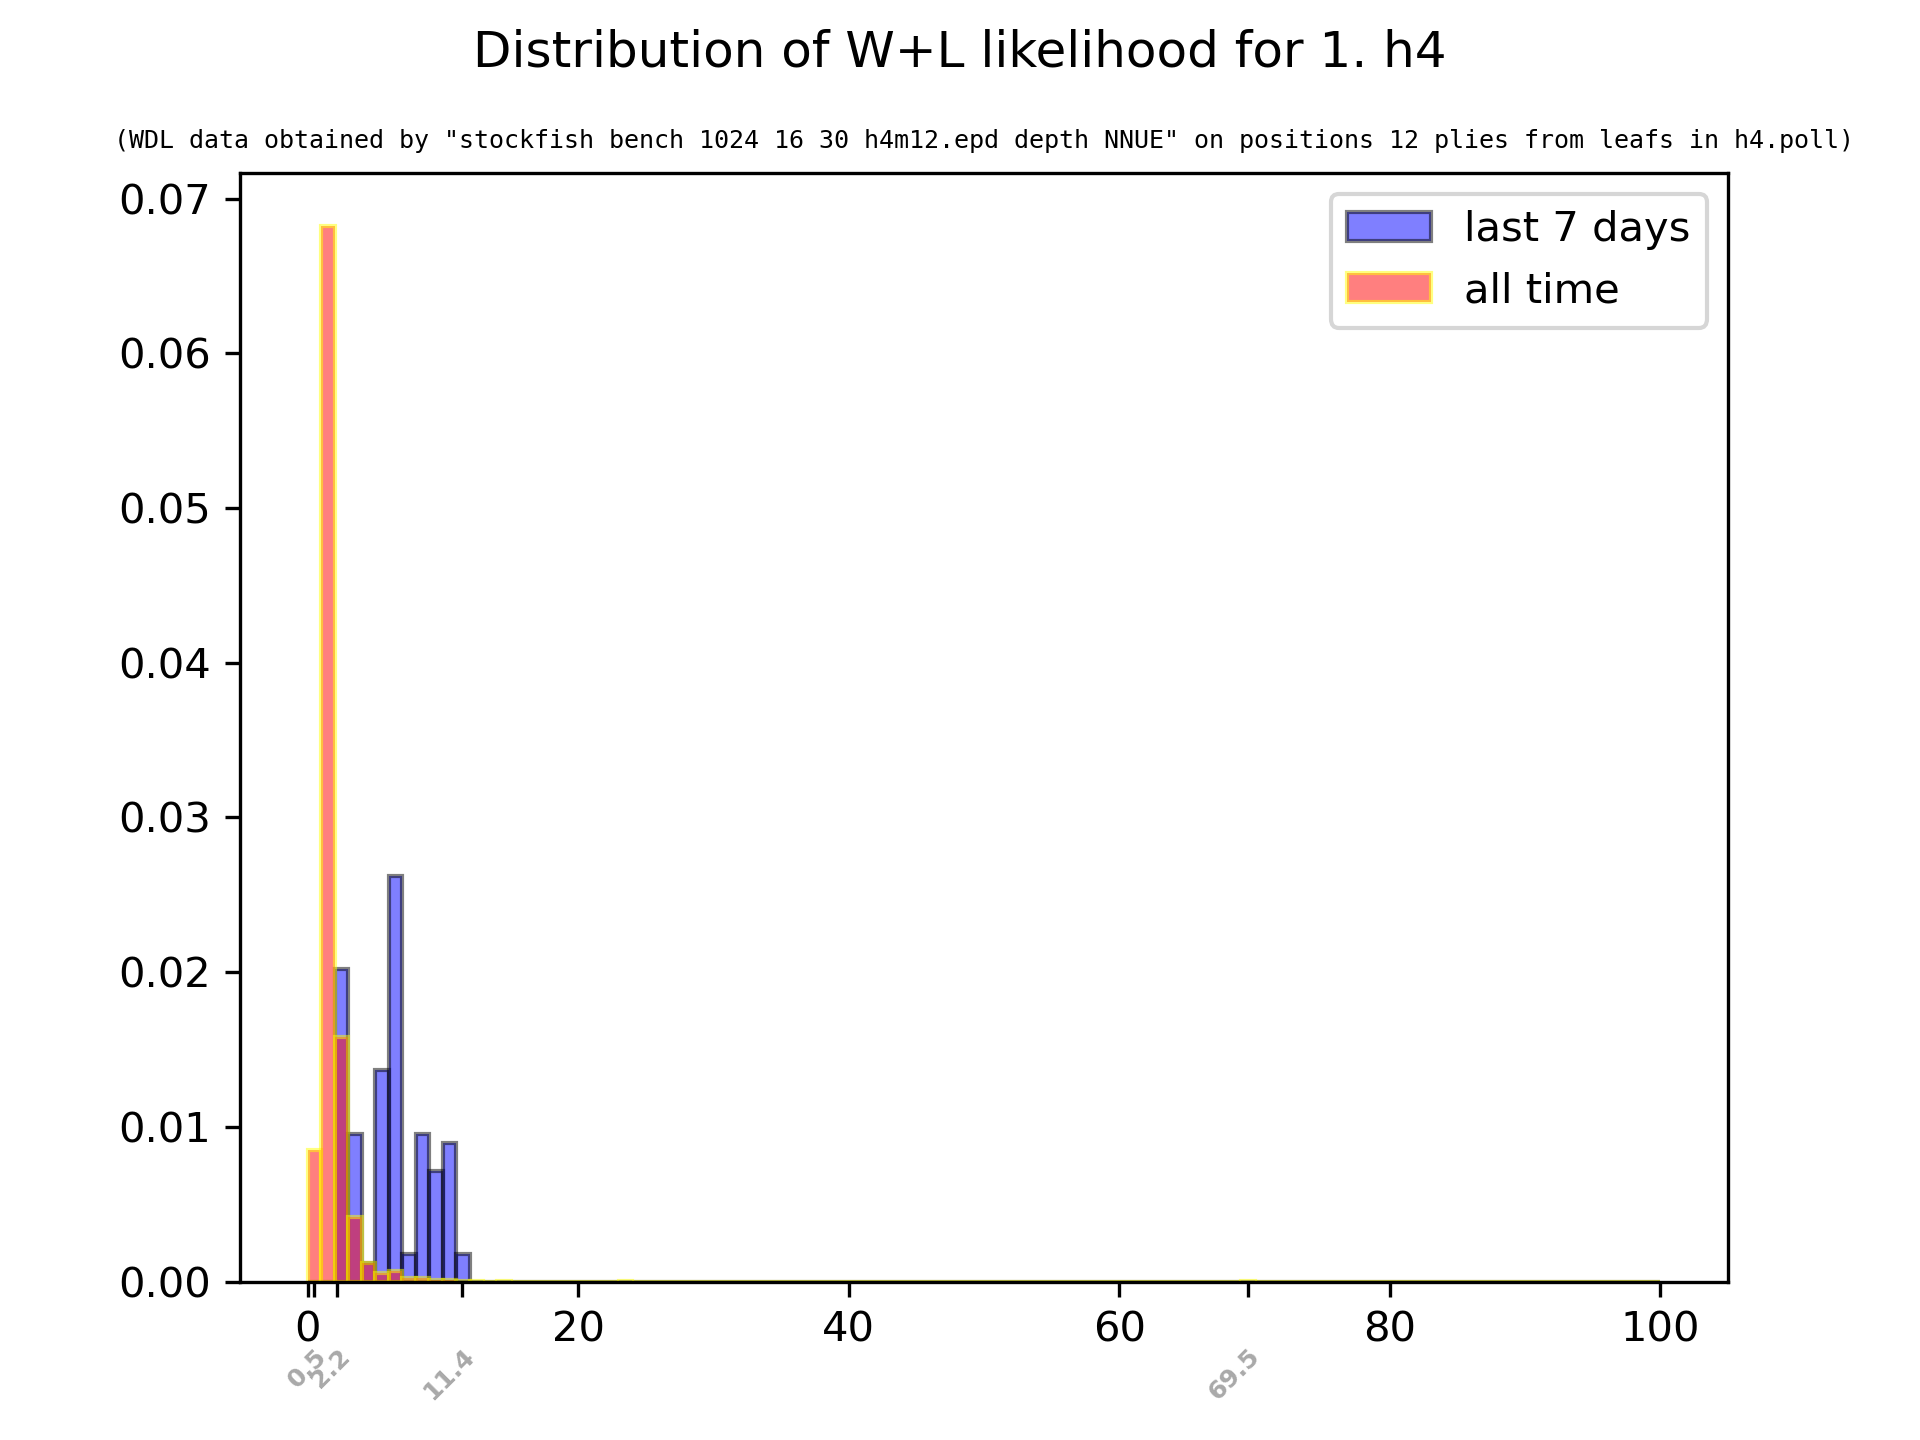 Distribution of W+L likelihood for 1. h4
(WDL data obtained by "stockfish bench 1024 16 30 h4m12.epd depth NNUE" on positions 12 plies from leafs in h4.poll)
last 7 days
all time
0.07
0.06
0.05
0.04
0.03
0.02
0.01
0.00
0 20 40 60 80 100
0.5 2.2 11.4 69.5